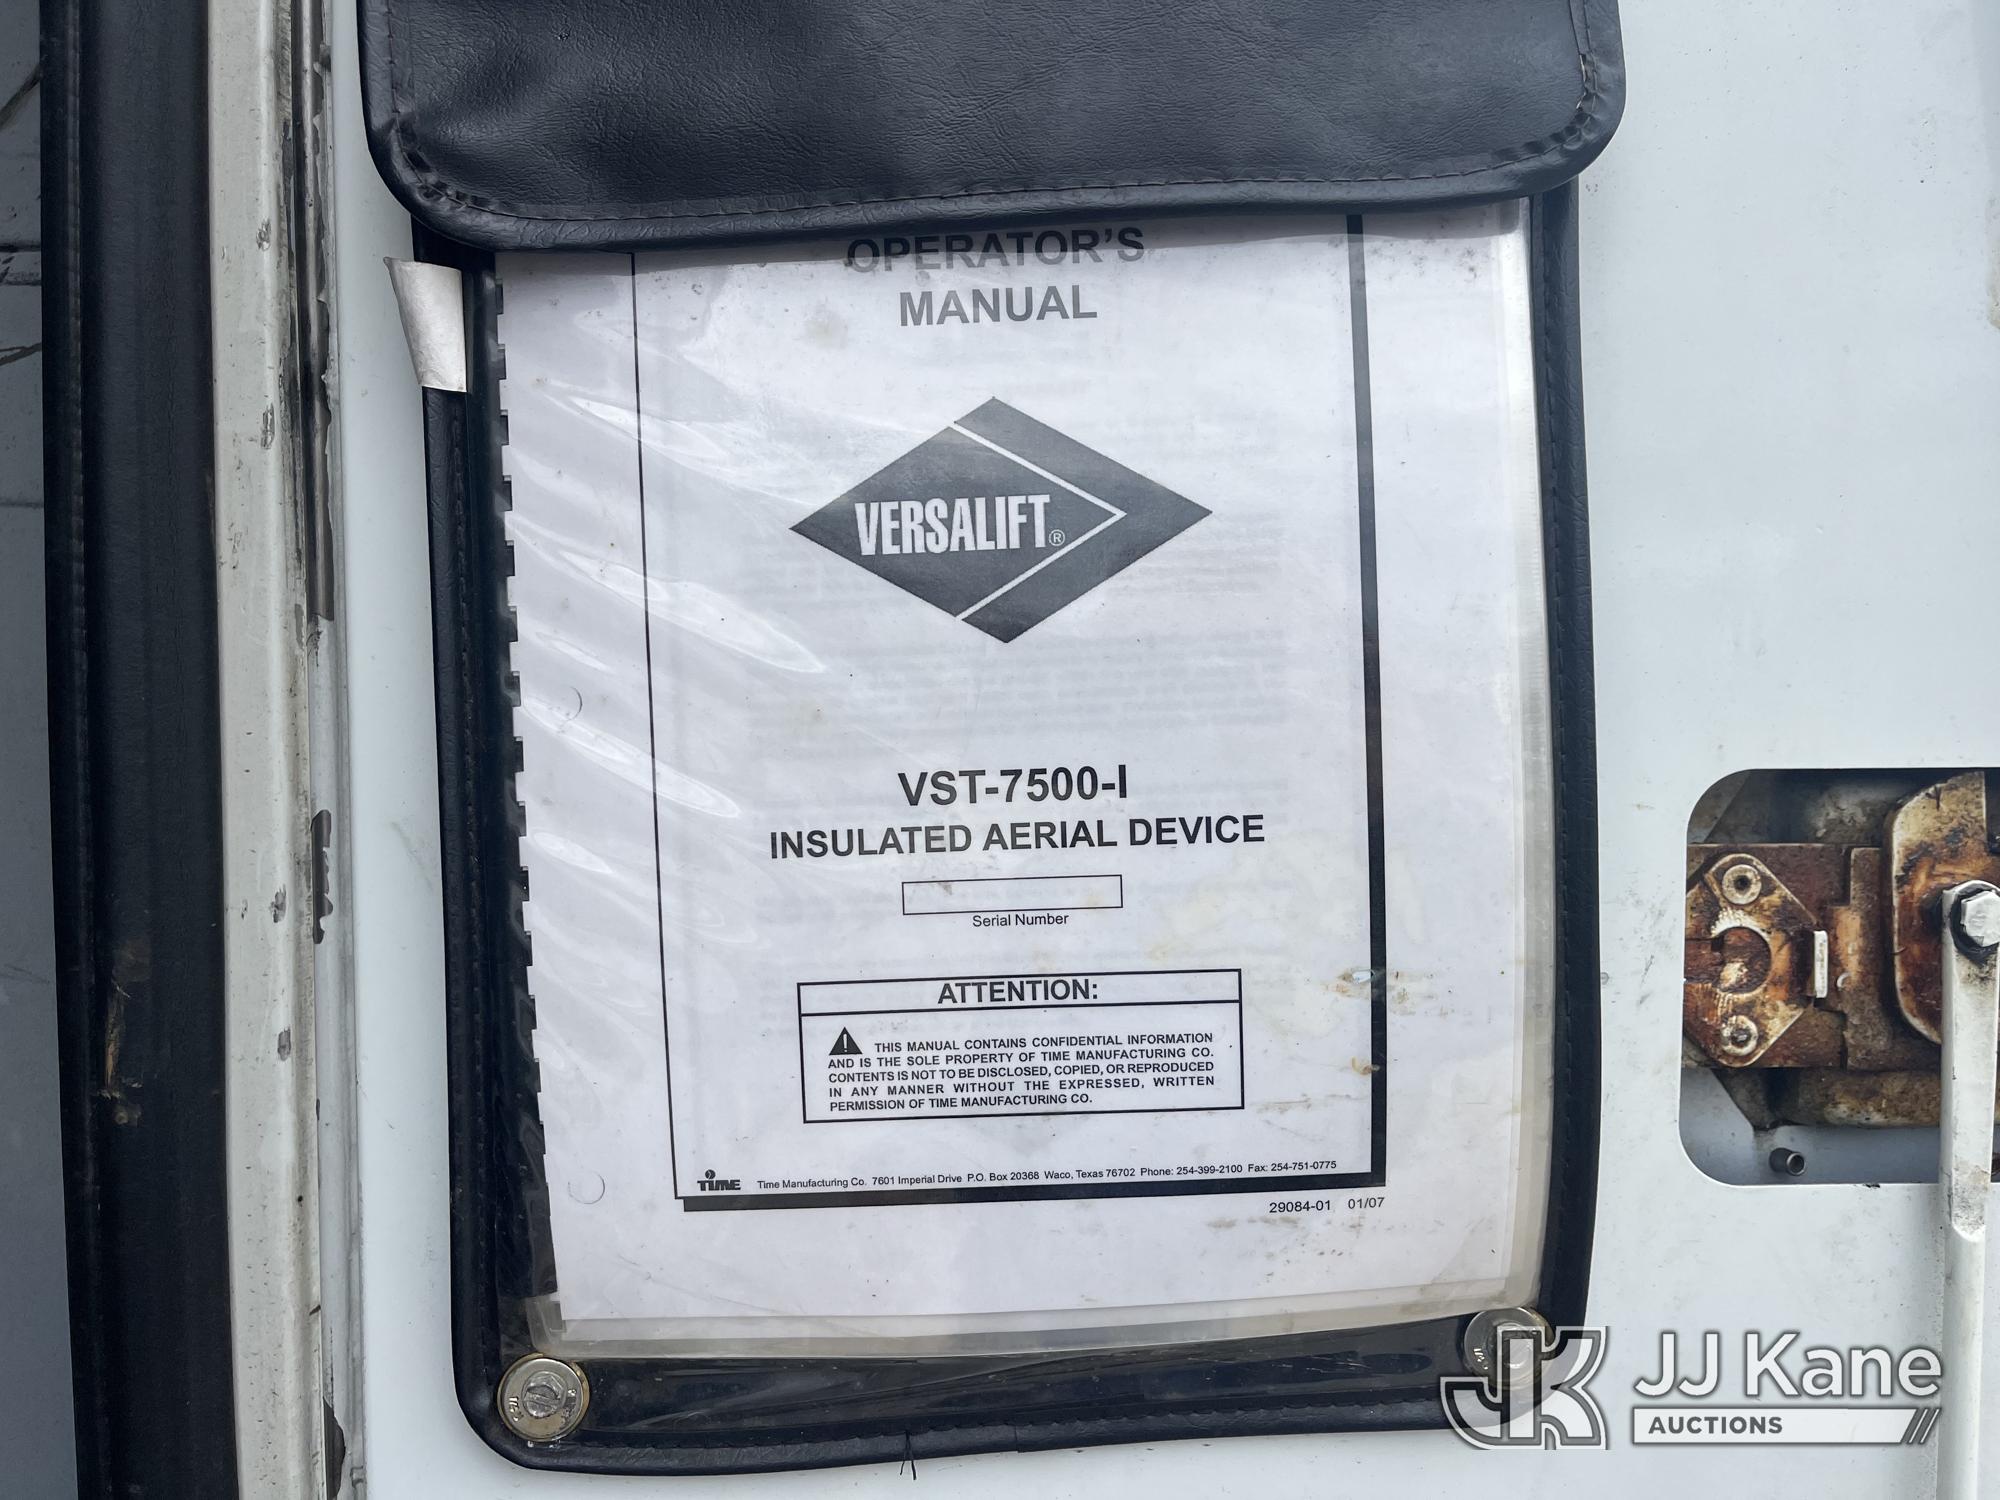 OPERATOR'S
MANUAL
VERSALIFT®
VST-7500-I
INSULATED AERIAL DEVICE
Serial Number
ATTENTION:
THIS MANUAL CONTAINS CONFIDENTIAL INFORMATION
AND IS THE SOLE PROPERTY OF TIME MANUFACTURING CO.
CONTENTS IS NOT TO BE DISCLOSED, COPIED, OR REPRODUCED
IN ANY MANNER WITHOUT THE EXPRESSED, WRITTEN
PERMISSION OF TIME MANUFACTURING CO.
TIME Time Manufacturing Co. 7601 Imperial Drive P.O. Box 20368 Waco, Texas 76702 Phone: 254-399-2100 Fax: 254-751-0775
29084-01 01/07
JK JJ Kane
AUCTIONS